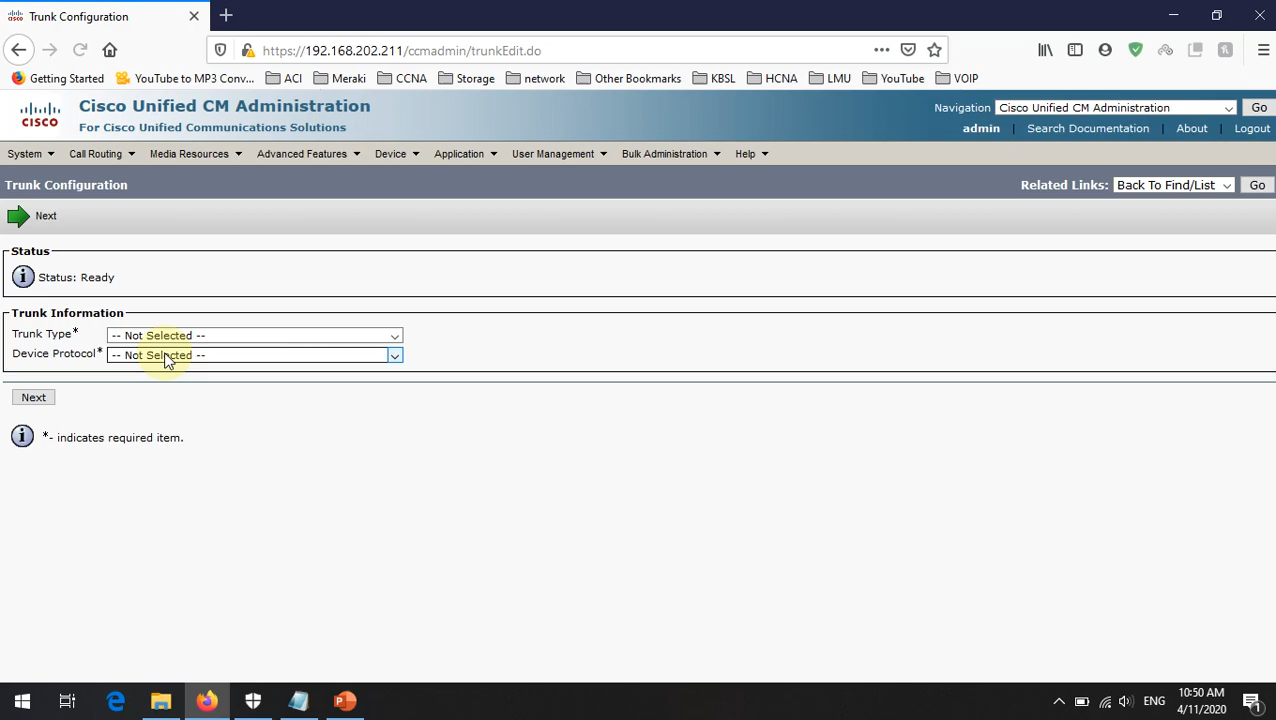 Trunk Configuration
https://192.168.202.211/ccmadmin/trunkEdit.do
Getting Started YouTube to MP3 Conv... ACI Meraki CCNA Storage network Other Bookmarks KBSL HCNA LMU YouTube VOIP
CISCO
Cisco Unified CM Administration
For Cisco Unified Communications Solutions
Navigation Cisco Unified CM Administration Go
admin | Search Documentation | About | Logout
System Call Routing Media Resources Advanced Features Device Application User Management Bulk Administration Help
Trunk Configuration Related Links: Back To Find/List Go
Next
Status
Status: Ready
Trunk Information
Trunk Type* -- Not Selected --
Device Protocol* -- Not Selected --
Next
*- indicates required item.
ENG
10:50 AM
4/11/2020
1